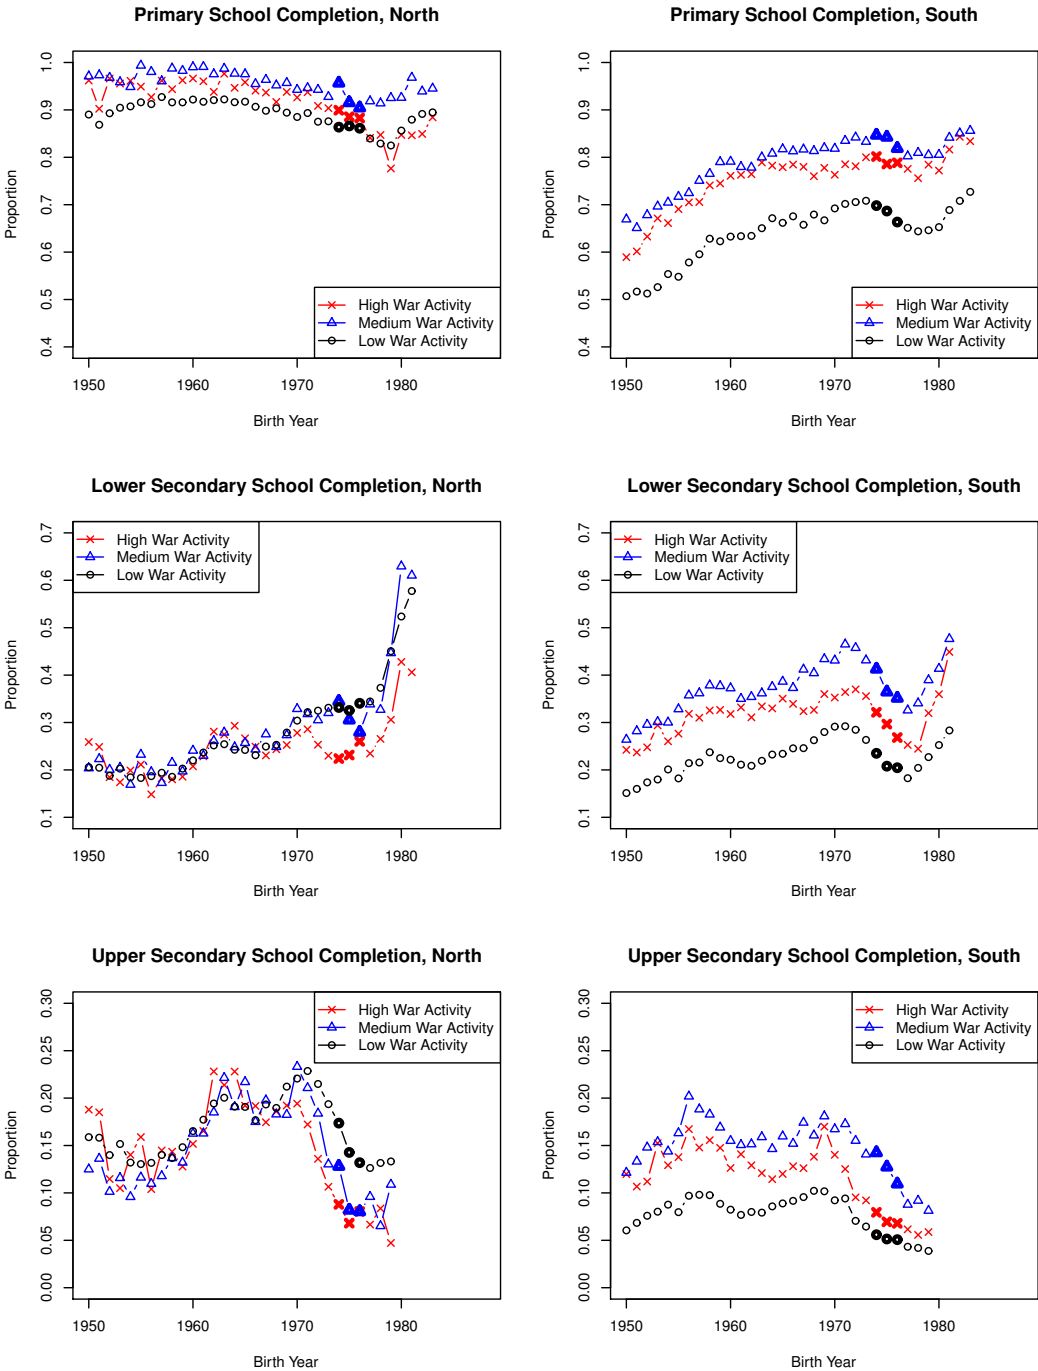 Primary School Completion, North
Proportion
0.4 0.5 0.6 0.7 0.8 0.9 1.0
High War Activity
Medium War Activity
Low War Activity
1950 1960 1970 1980
Birth Year
Primary School Completion, South
Proportion
0.4 0.5 0.6 0.7 0.8 0.9 1.0
High War Activity
Medium War Activity
Low War Activity
1950 1960 1970 1980
Birth Year
Lower Secondary School Completion, North
Proportion
0.1 0.2 0.3 0.4 0.5 0.6 0.7
High War Activity
Medium War Activity
Low War Activity
1950 1960 1970 1980
Birth Year
Lower Secondary School Completion, South
Proportion
0.1 0.2 0.3 0.4 0.5 0.6 0.7
High War Activity
Medium War Activity
Low War Activity
1950 1960 1970 1980
Birth Year
Upper Secondary School Completion, North
Proportion
0.00 0.05 0.10 0.15 0.20 0.25 0.30
High War Activity
Medium War Activity
Low War Activity
1950 1960 1970 1980
Birth Year
Upper Secondary School Completion, South
Proportion
0.00 0.05 0.10 0.15 0.20 0.25 0.30
High War Activity
Medium War Activity
Low War Activity
1950 1960 1970 1980
Birth Year